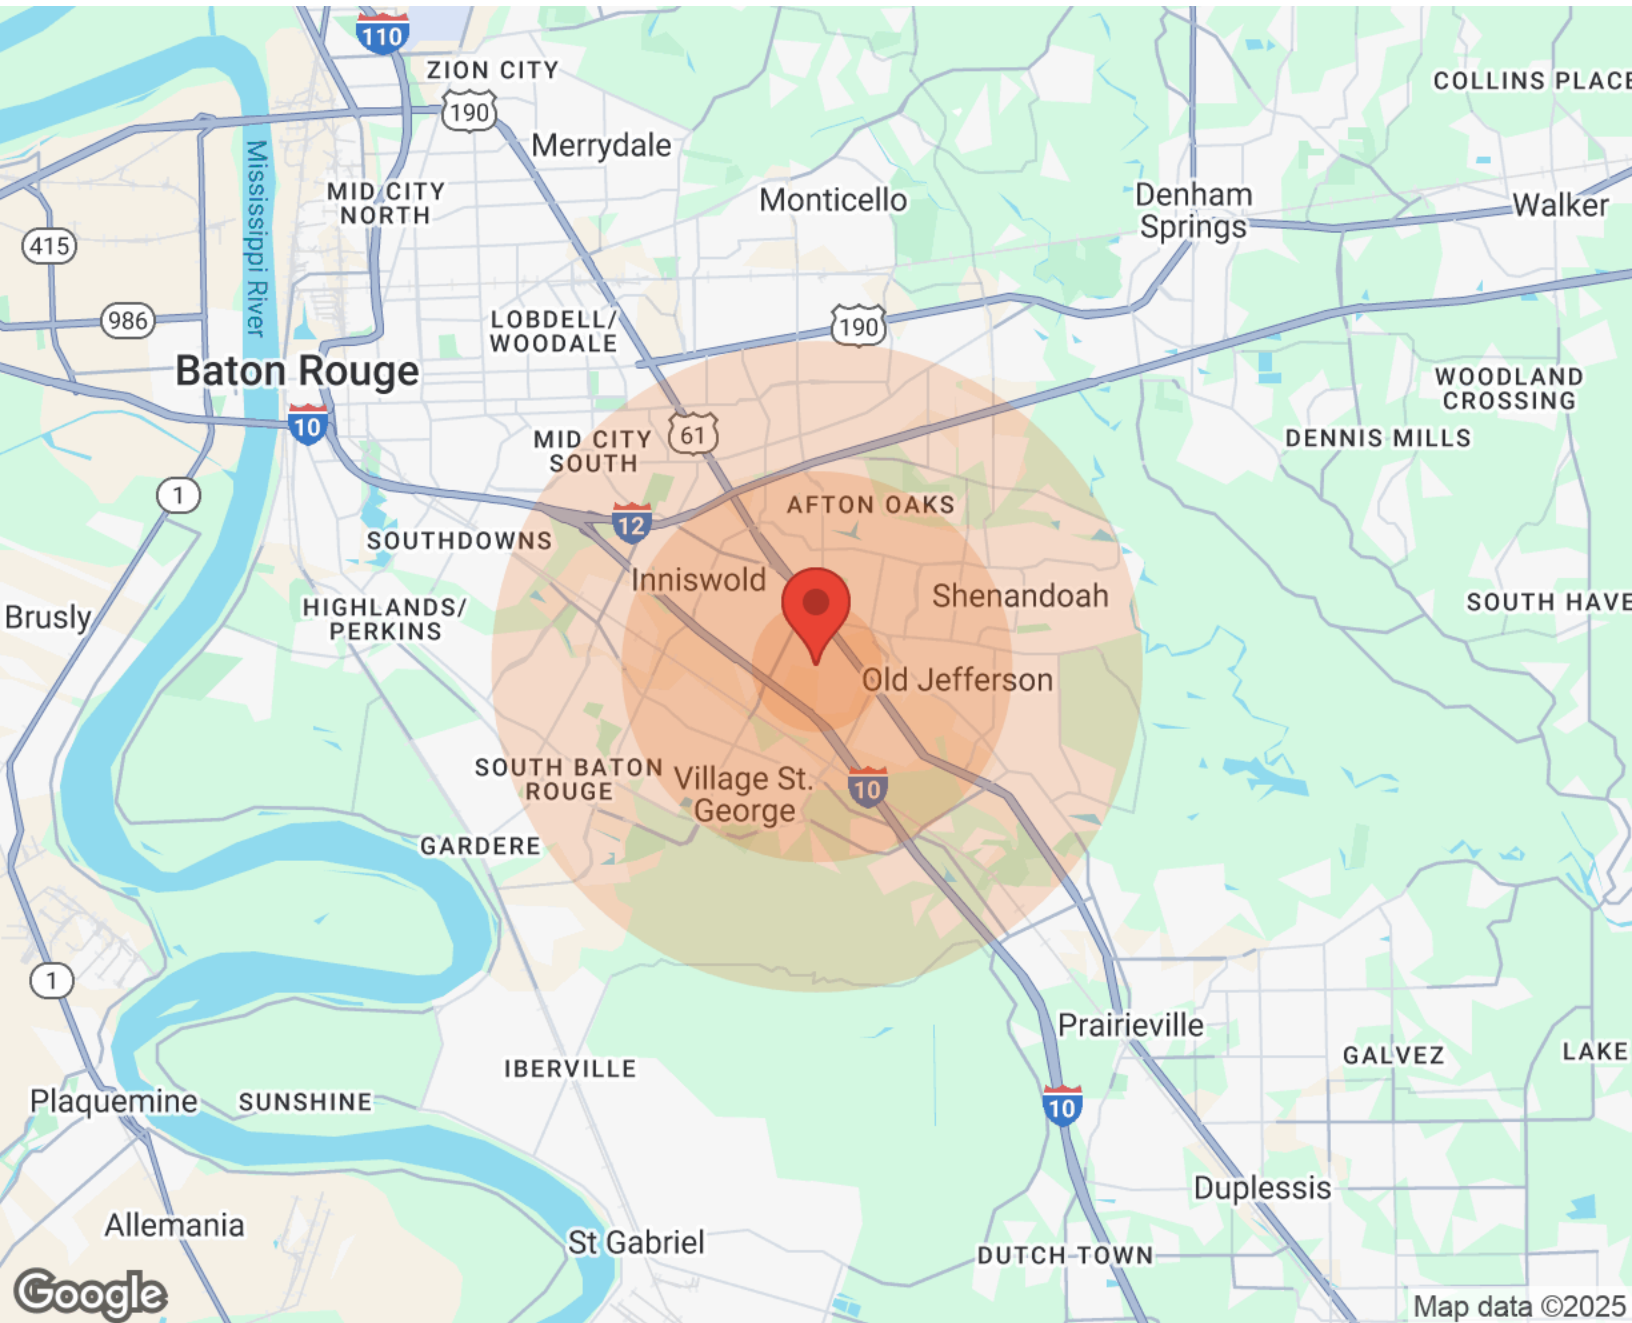 110
ZION CITY
COLLINS PLACE
190
Merrydale
Mississippi River
MID CITY
NORTH
Monticello
Denham
Springs
Walker
415
986
LOBDELL/
WOODALE
190
Baton Rouge
WOODLAND
CROSSING
10
61
MID CITY
SOUTH
DENNIS MILLS
1
AFTON OAKS
12
SOUTHDOWNS
Inniswold
Shenandoah
Brusly
HIGHLANDS/
PERKINS
SOUTH HAVE
Old Jefferson
SOUTH BATON
ROUGE
Village St.
George
10
GARDERE
1
Prairieville
IBERVILLE
GALVEZ
LAKE
Plaquemine
SUNSHINE
10
Duplessis
Allemania
St Gabriel
DUTCH TOWN
Google
Map data ©2025